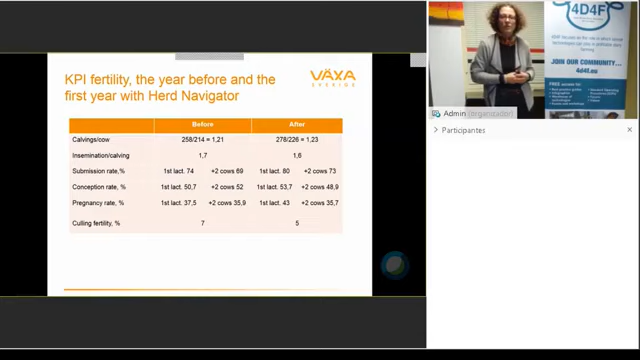 KPI fertility, the year before and the
first year with Herd Navigator
VÄXA
SVERIGE
Before After
Calvings/cow 258/214 = 1,21 278/226 = 1,23
Insemination/calving 1,7 1,6
Submission rate,% 1st lact. 74 +2 cows 69 1st lact. 80 +2 cows 73
Conception rate,% 1st lact. 50,7 +2 cows 52 1st lact. 53,7 +2 cows 48,9
Pregnancy rate, % 1st lact. 37,5 +2 cows 35,9 1st lact. 43 +2 cows 35,7
Culling fertility, % 7 5
4D4F
JOIN OUR COMMUNITY...
4d4f.eu
Admin (organizador)
Participantes